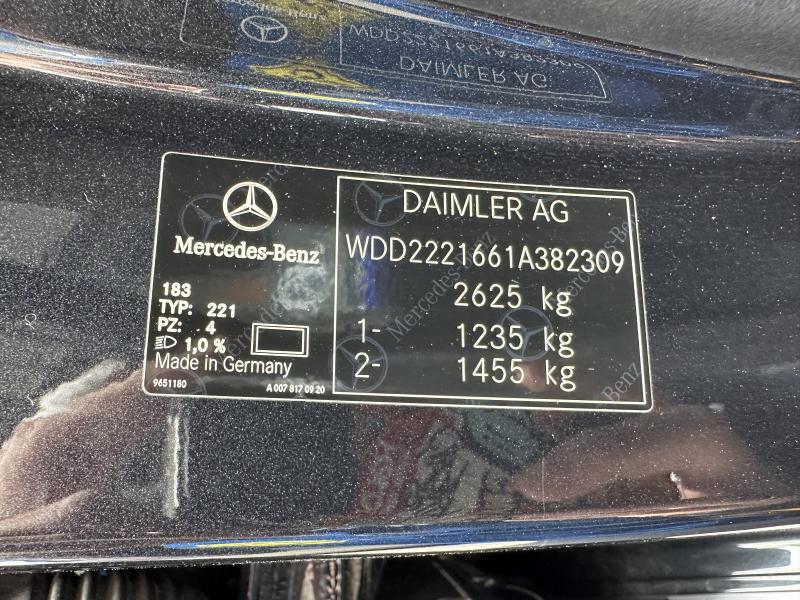 Mercedes-Benz
183
TYP: 221
PZ: 4
1,0 %
Made in Germany
9651180
A 007 817 09 20
DAIMLER AG
WDD2221661A382309
2625 kg
1- 1235 kg
2- 1455 kg